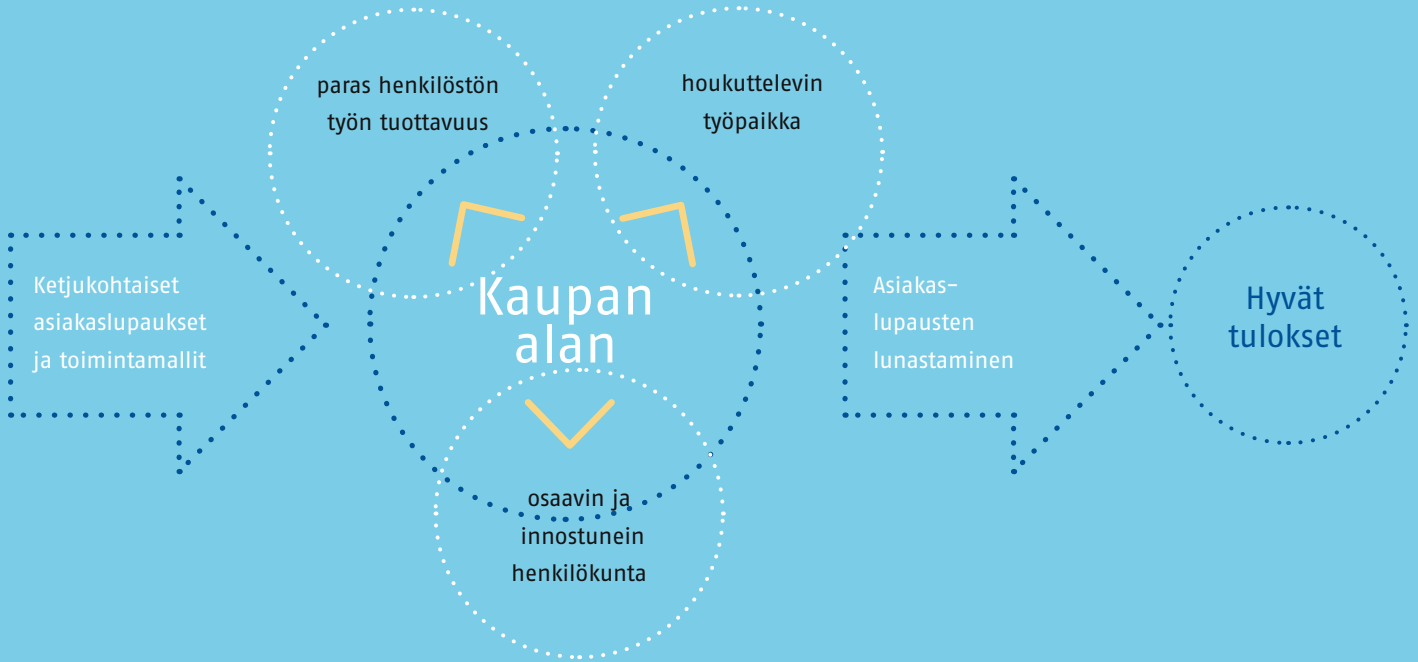 Ketjukohtaiset
asiakaslupaukset
ja toimintamallit
paras henkilöstön
työn tuottavuus
houkuttelevin
työpaikka
Kaupan
alan
osaavin ja
innostunein
henkilökunta
Asiakas-
lupausten
lunastaminen
Hyvät
tulokset